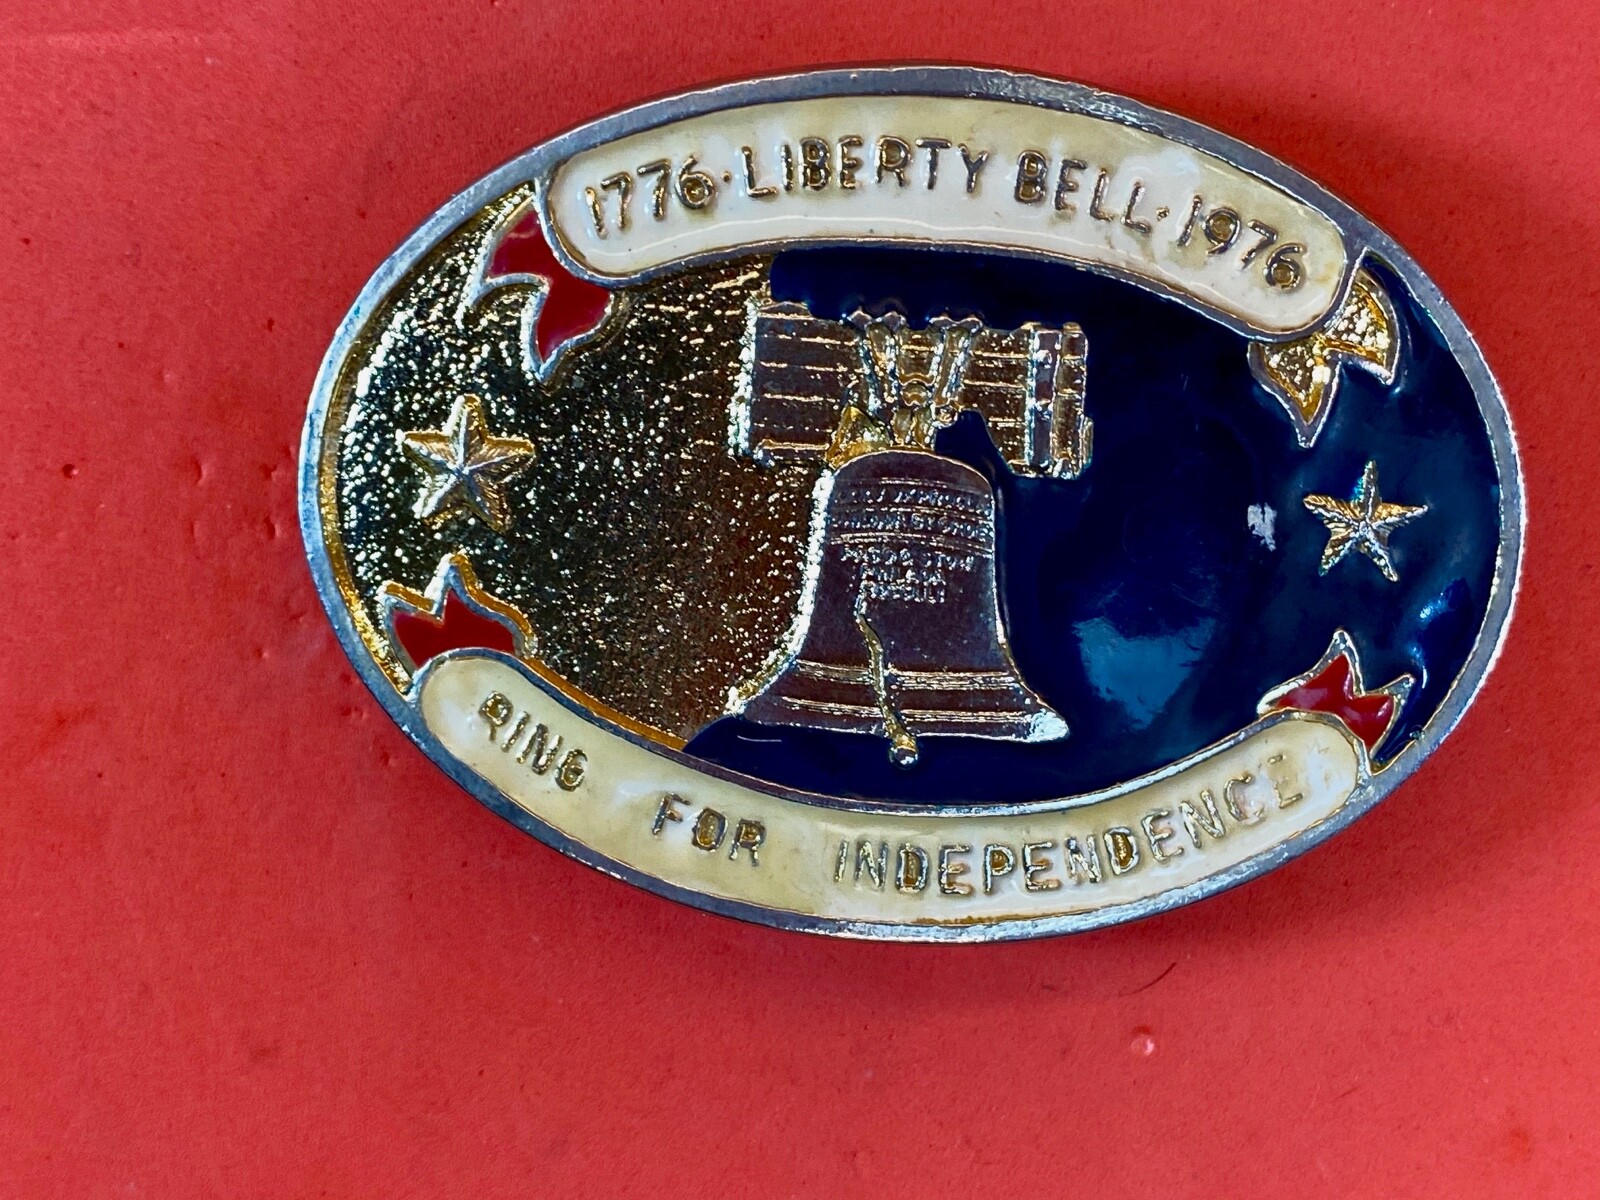 1776·LIBERTY BELL·1976
RING FOR INDEPENDENCE